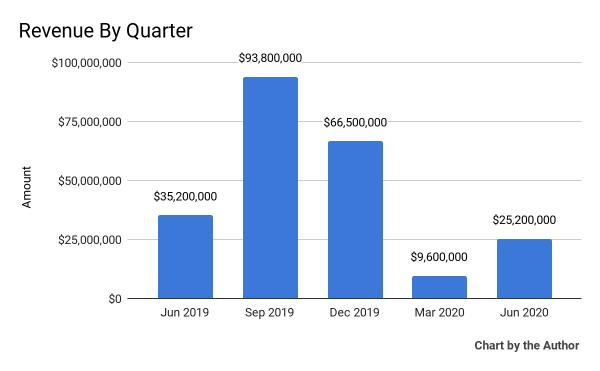 Revenue By Quarter
$100,000,000
$75,000,000
$50,000,000
$25,000,000
$0
Amount
$35,200,000
$93,800,000
$66,500,000
$9,600,000
$25,200,000
Jun 2019 Sep 2019 Dec 2019 Mar 2020 Jun 2020
Chart by the Author